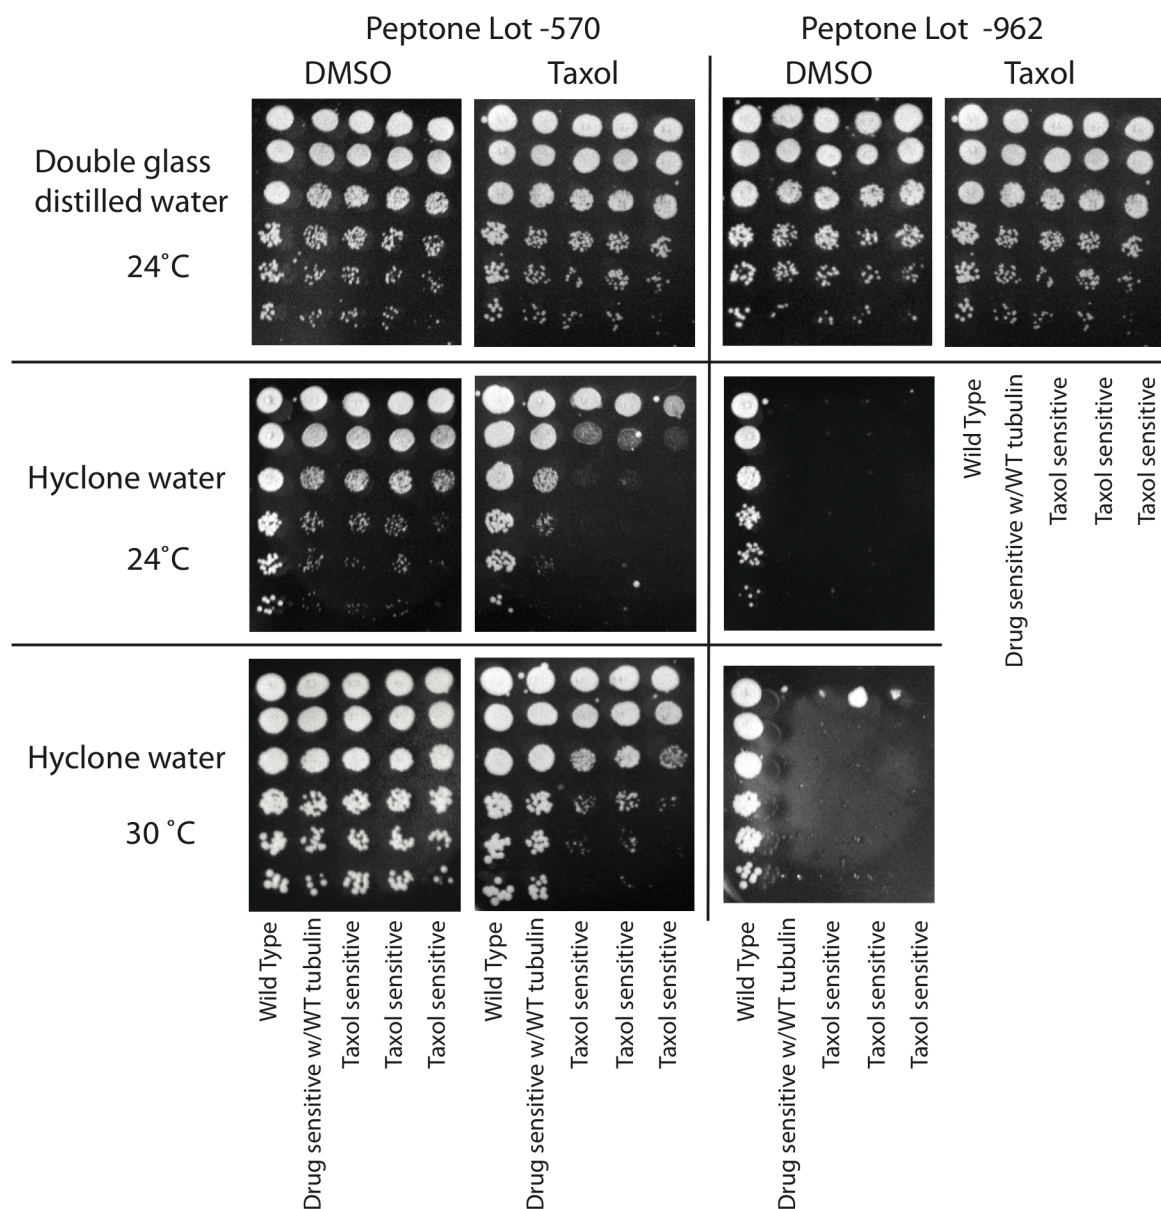 Peptone Lot -570
Peptone Lot -962
DMSO
Taxol
DMSO
Taxol
Double glass
distilled water
24˚C
Hyclone water
24˚C
Wild Type
Drug sensitive w/WT tubulin
Taxol sensitive
Taxol sensitive
Taxol sensitive
Hyclone water
30 ˚C
Wild Type
Drug sensitive w/WT tubulin
Taxol sensitive
Taxol sensitive
Taxol sensitive
Wild Type
Drug sensitive w/WT tubulin
Taxol sensitive
Taxol sensitive
Taxol sensitive
Wild Type
Drug sensitive w/WT tubulin
Taxol sensitive
Taxol sensitive
Taxol sensitive